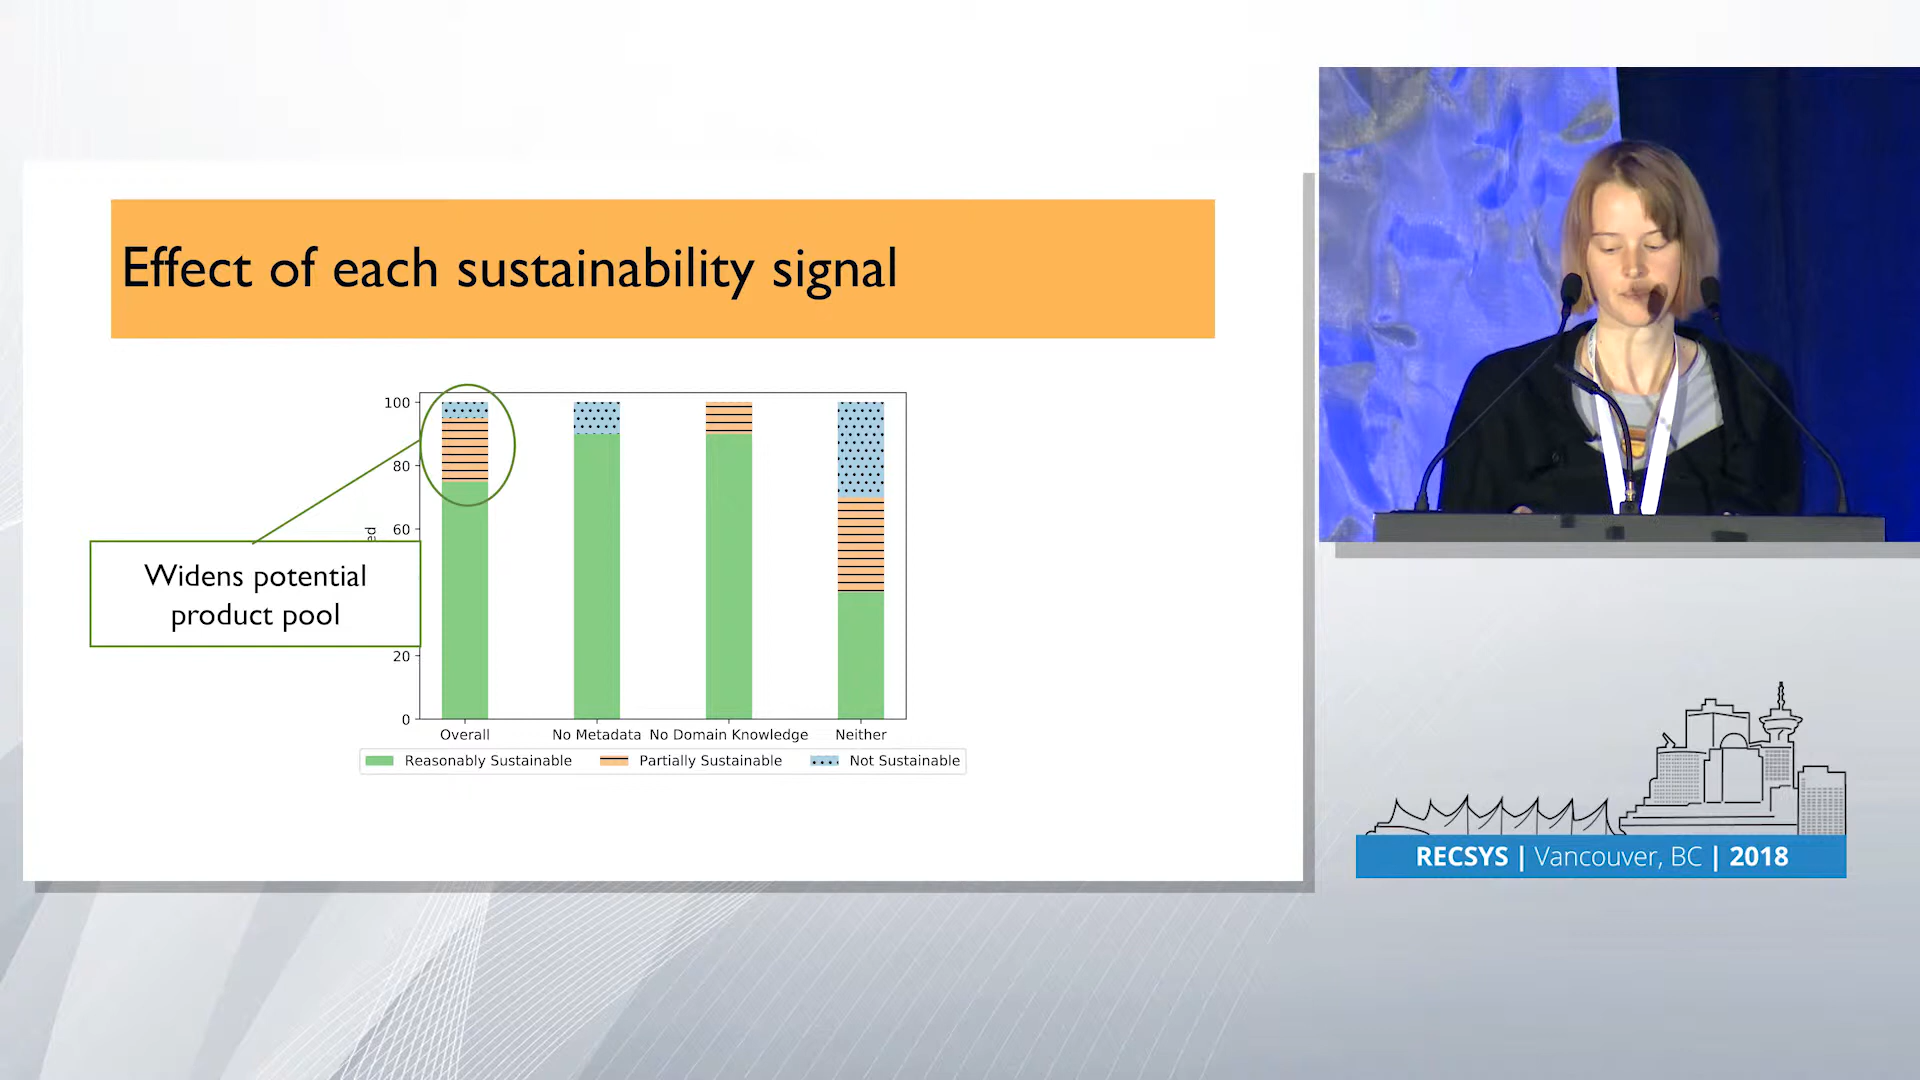 Effect of each sustainability signal
Widens potential
product pool
100
80
60
20
0
ed
Overall
No Metadata
No Domain Knowledge
Neither
Reasonably Sustainable
Partially Sustainable
Not Sustainable
RECSYS | Vancouver, BC | 2018